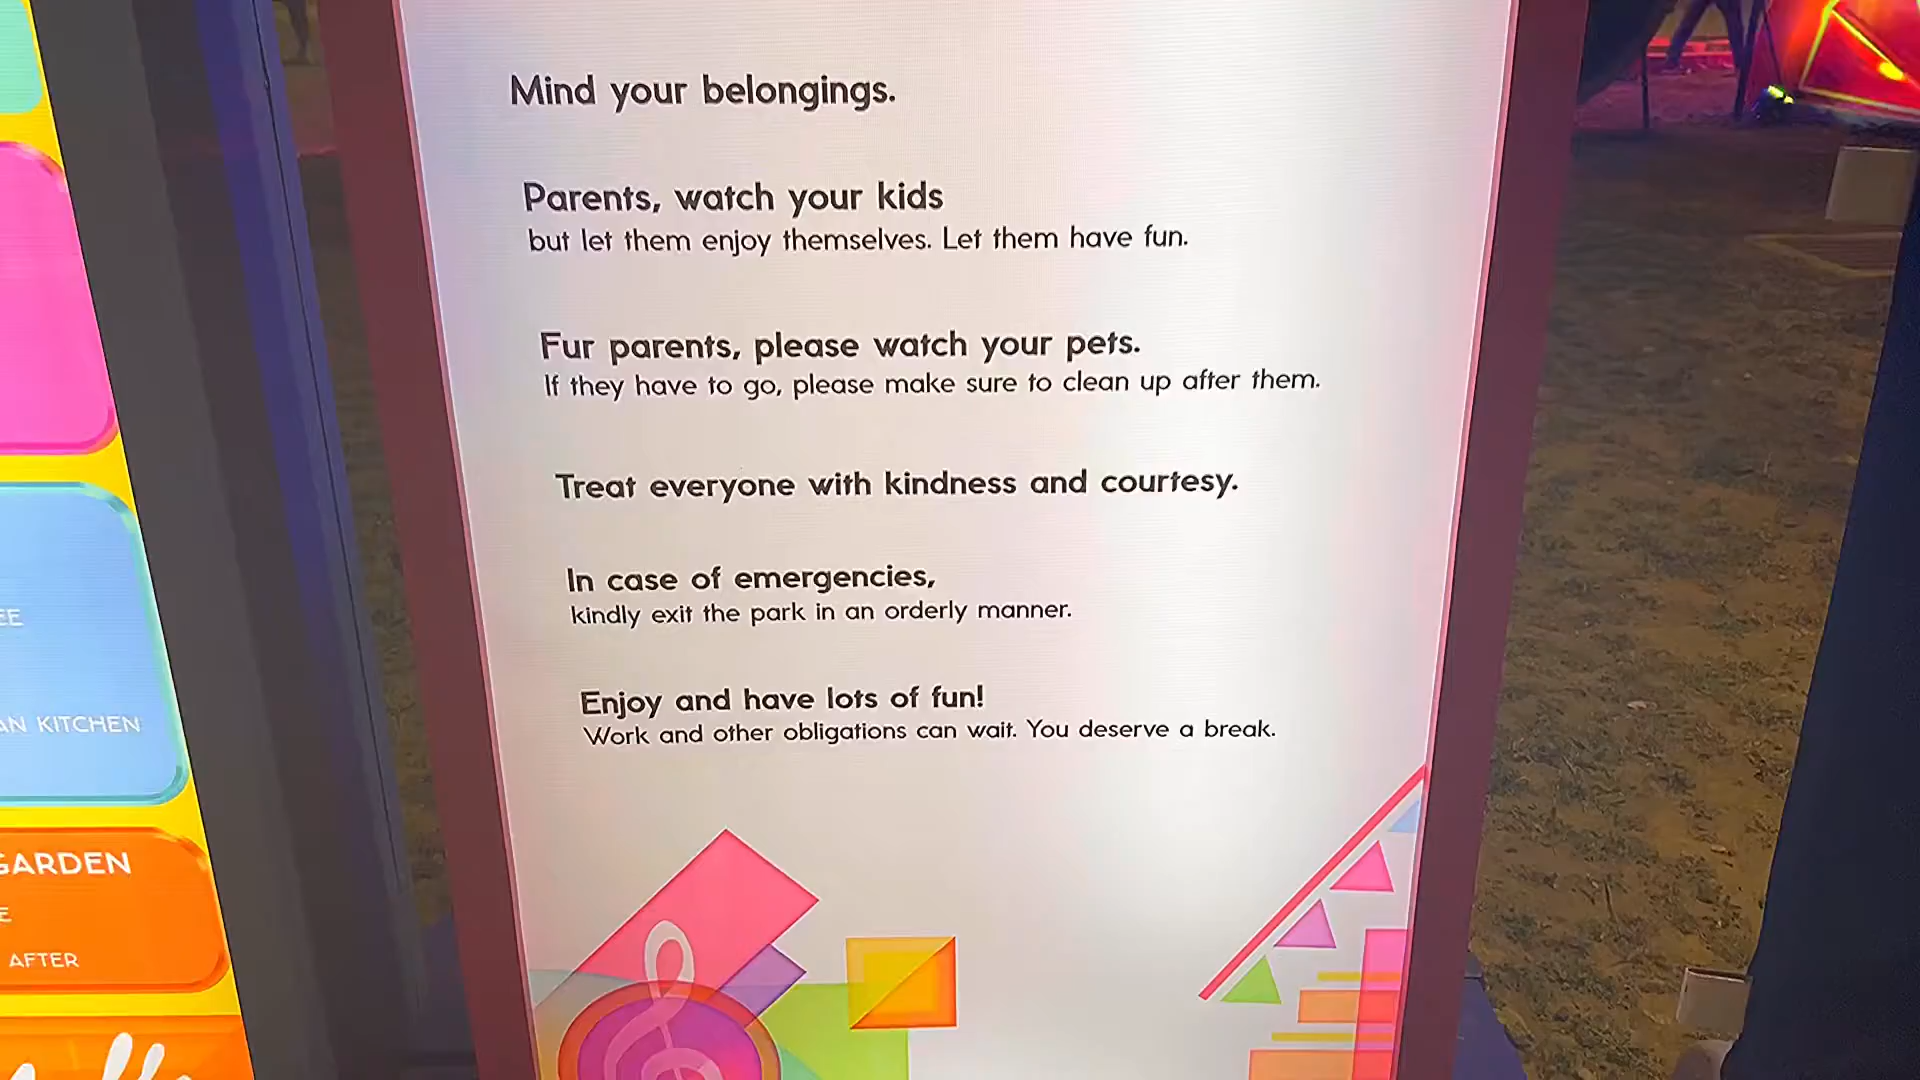 Mind your belongings.
Parents, watch your kids
but let them enjoy themselves. Let them have fun.
Fur parents, please watch your pets.
If they have to go, please make sure to clean up after them.
Treat everyone with kindness and courtesy.
In case of emergencies,
kindly exit the park in an orderly manner.
Enjoy and have lots of fun!
Work and other obligations can wait. You deserve a break.
KITCHEN
GARDEN
AFTER